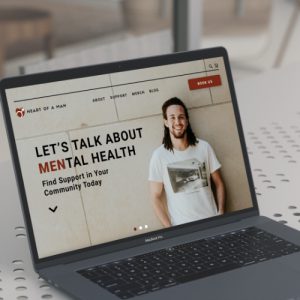 HEART OF A MAN
ABOUT SUPPORT MERCH BLOG
BOOK US
LET'S TALK ABOUT
MENTAL HEALTH
Find Support in Your
Community Today
MacBook Pro